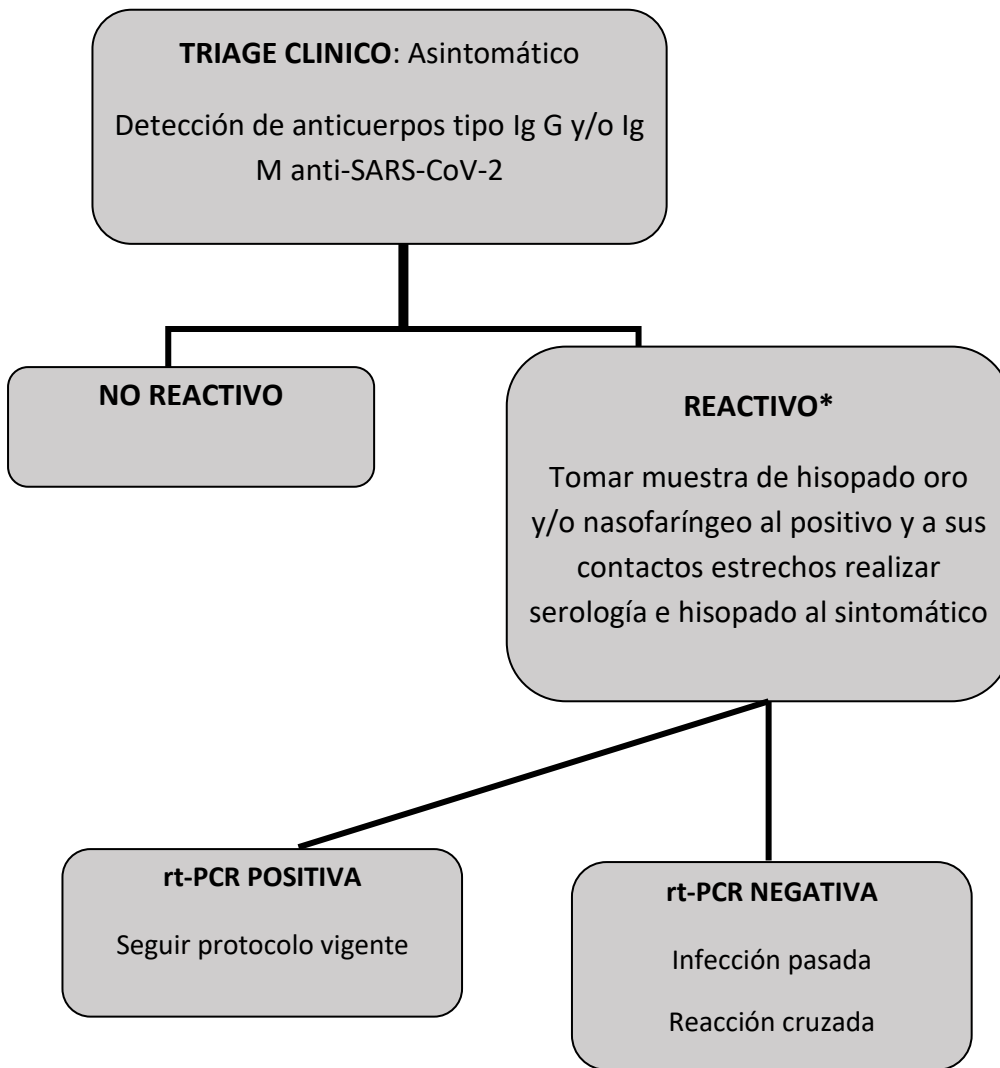 TRIAGE CLINICO: Asintomático
Detección de anticuerpos tipo Ig G y/o Ig
M anti-SARS-CoV-2
NO REACTIVO
REACTIVO*
Tomar muestra de hisopado oro
y/o nasofaríngeo al positivo y a sus
contactos estrechos realizar
serología e hisopado al sintomático
rt-PCR POSITIVA
Seguir protocolo vigente
rt-PCR NEGATIVA
Infección pasada
Reacción cruzada